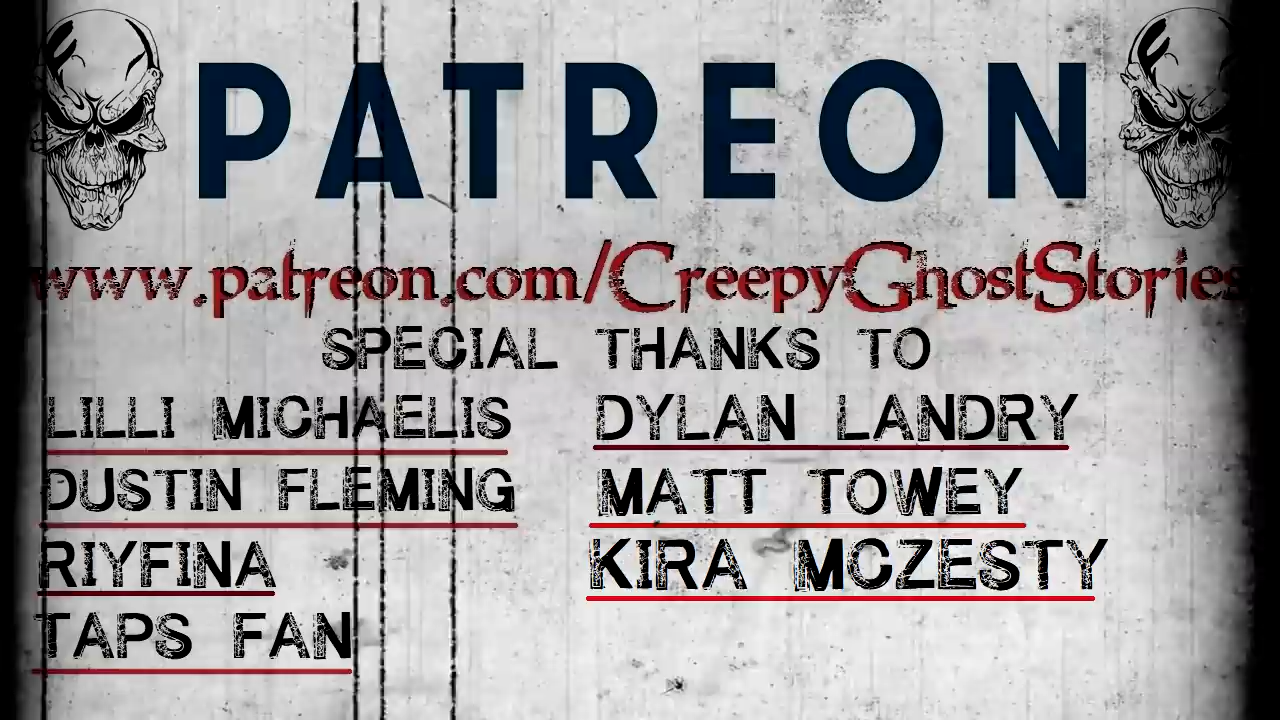 PATREON
www.patreon.com/CreepyGhostStories
SPECIAL THANKS TO
LILLI MICHAELIS DYLAN LANDRY
DUSTIN FLEMING MATT TOWEY
RIYFINA KIRA MCZESTY
TAPS FAN